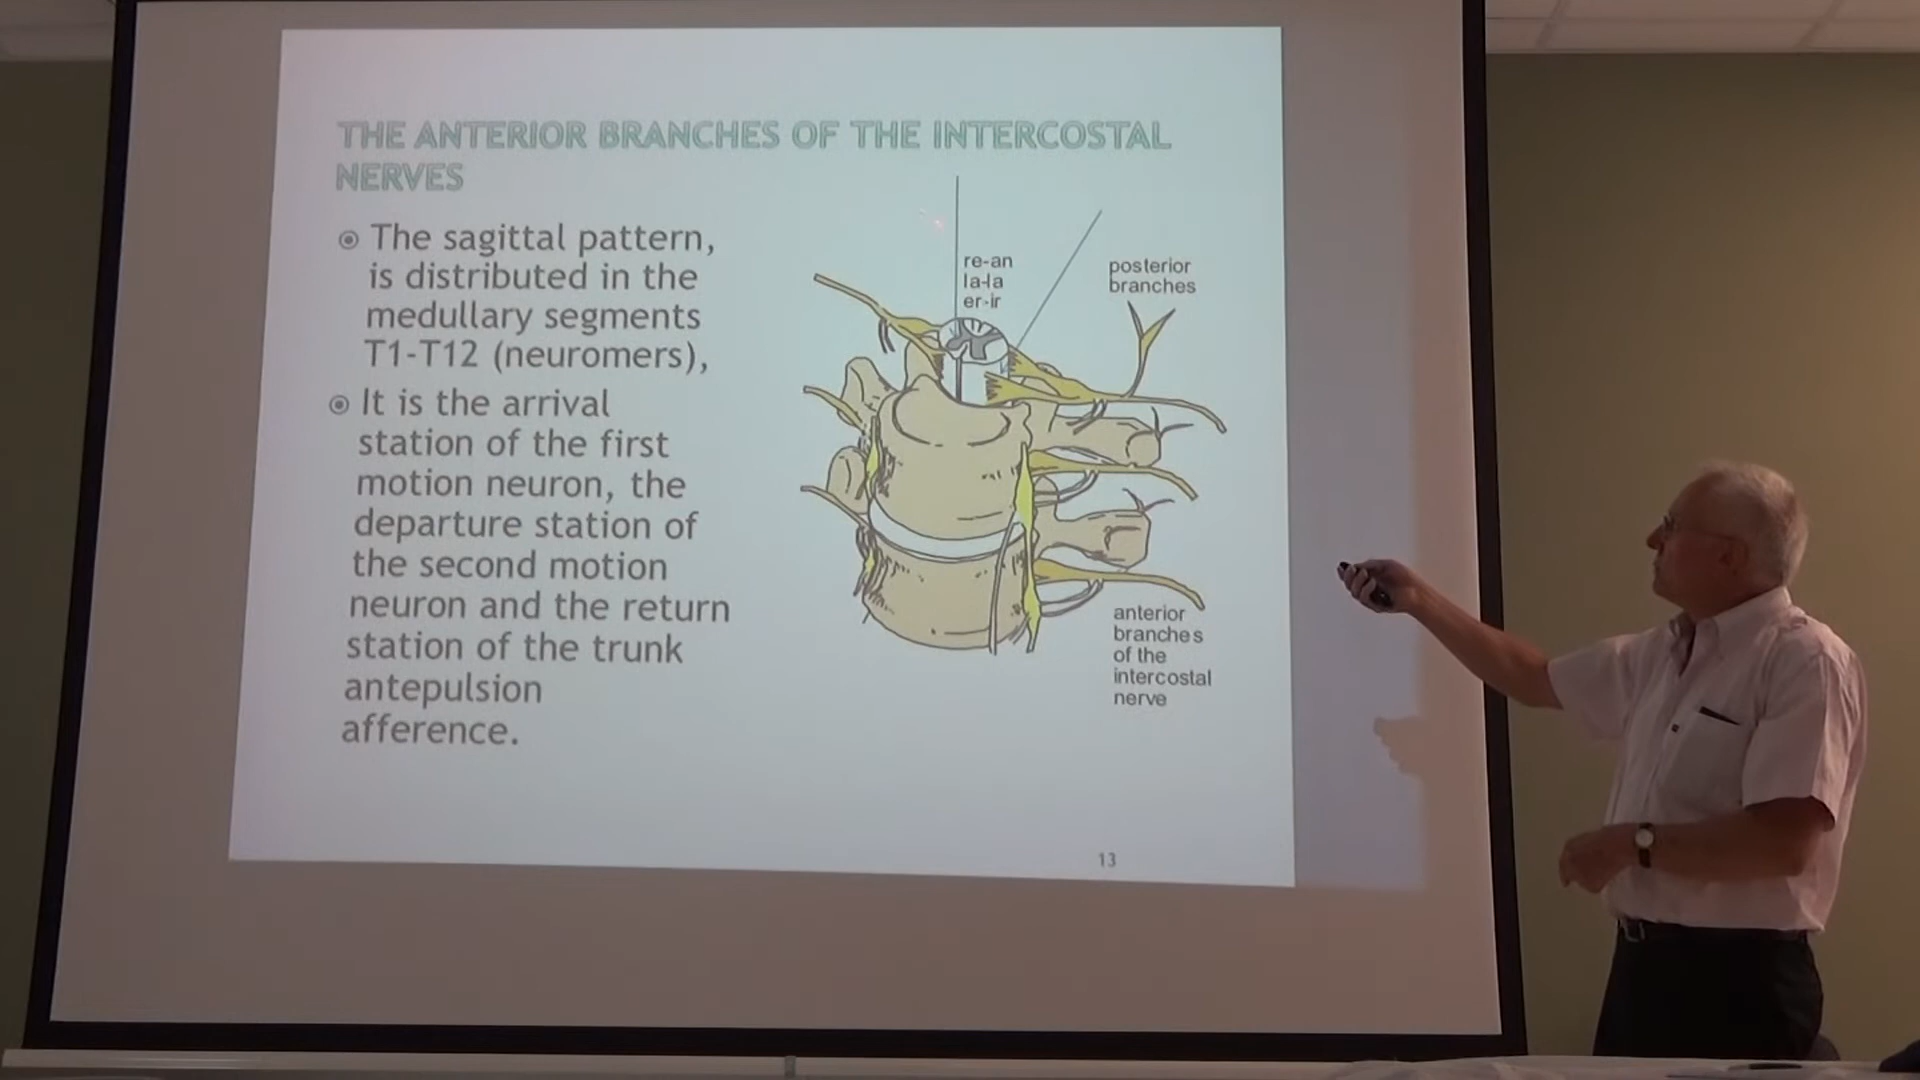 THE ANTERIOR BRANCHES OF THE INTERCOSTAL
NERVES
The sagittal pattern,
is distributed in the
medullary segments
T1-T12 (neuromers),
It is the arrival
station of the first
motion neuron, the
departure station of
the second motion
neuron and the return
station of the trunk
antepulsion
afference.
re-an
la-la
er-ir
posterior
branches
anterior
branches
of the
intercostal
nerve
13